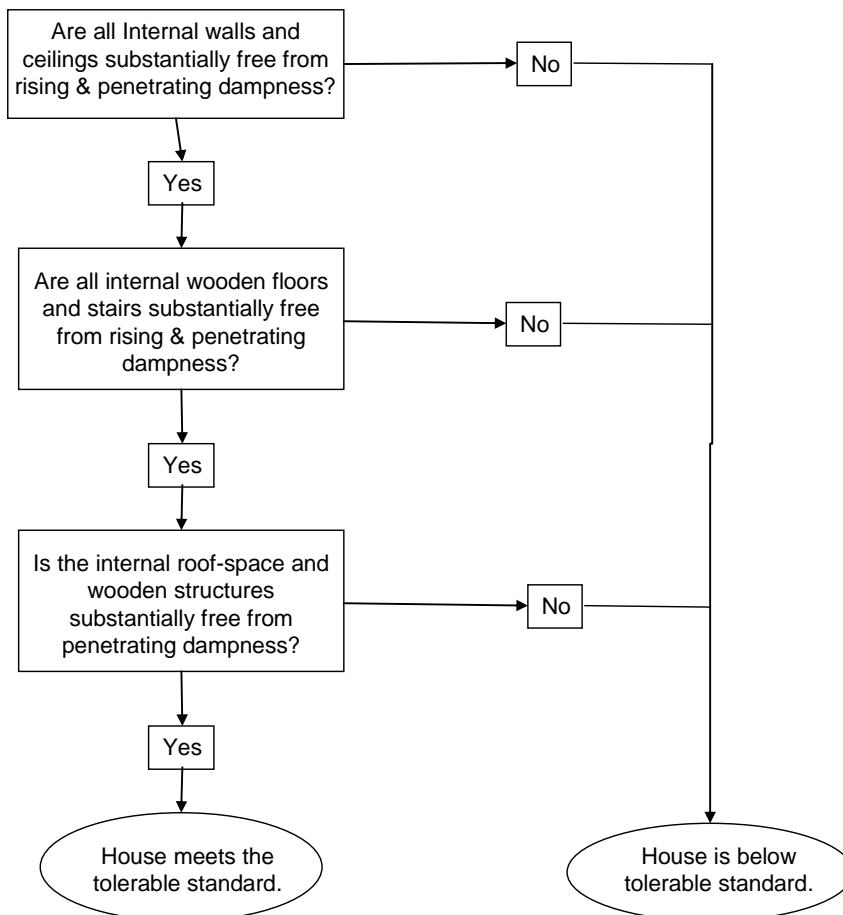 Are all Internal walls and
ceilings substantially free from
rising & penetrating dampness?
No
Yes
Are all internal wooden floors
and stairs substantially free
from rising & penetrating
dampness?
No
Yes
Is the internal roof-space and
wooden structures
substantially free from
penetrating dampness?
No
Yes
House meets the
tolerable standard.
House is below
tolerable standard.